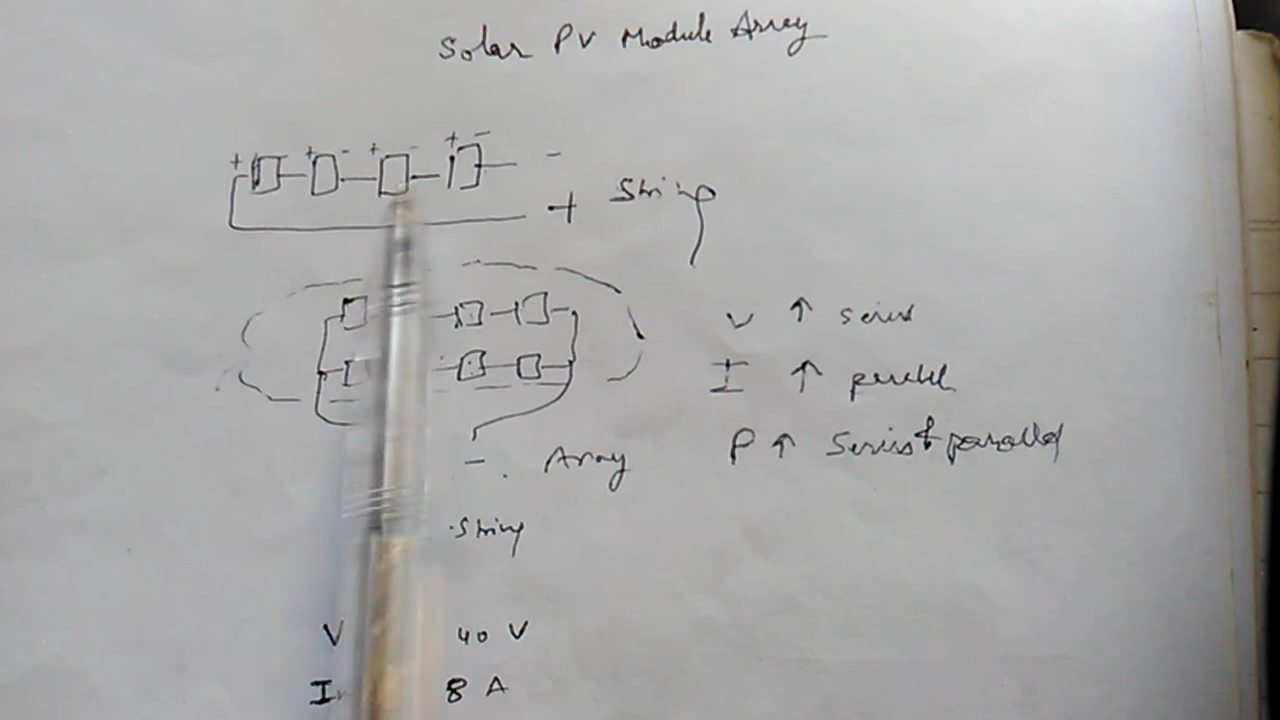 Solar PV Module Array
+ + - + - + - -
+ String
V ↑ series
I ↑ parallel
P ↑ Series & parallel
- . Array
String
V 40 V
I 8 A